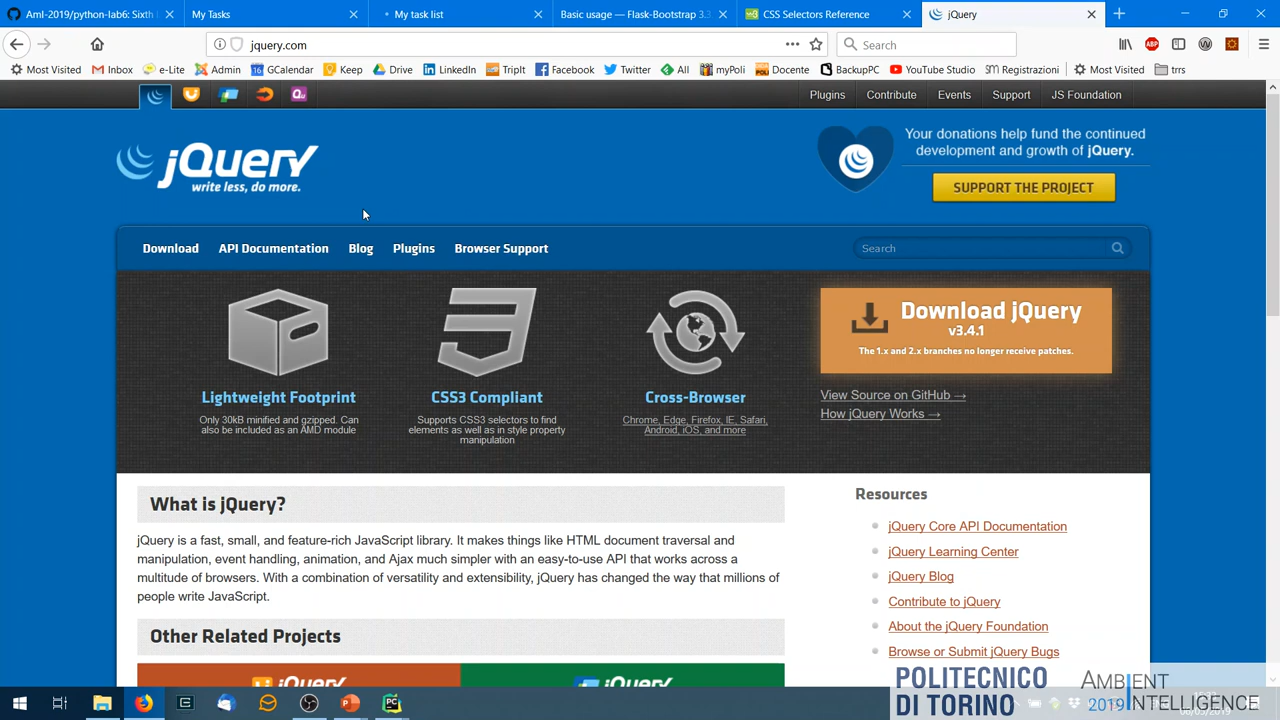 Aml-2019/python-lab6: Sixth
My Tasks
My task list
Basic usage — Flask-Bootstrap 3.3.
CSS Selectors Reference
jQuery
jquery.com
Search
Most Visited
Inbox
e-Lite
Admin
GCalendar
Keep
Drive
LinkedIn
TripIt
Facebook
Twitter
All
myPoli
Docente
BackupPC
YouTube Studio
Registrazioni
Most Visited
trrs
Plugins
Contribute
Events
Support
JS Foundation
jQuery
write less, do more.
Your donations help fund the continued
development and growth of jQuery.
SUPPORT THE PROJECT
Download
API Documentation
Blog
Plugins
Browser Support
Search
Lightweight Footprint
Only 30kB minified and gzipped. Can
also be included as an AMD module
CSS3 Compliant
Supports CSS3 selectors to find
elements as well as in style property
manipulation
Cross-Browser
Chrome, Edge, Firefox, IE, Safari,
Android, iOS, and more
Download jQuery
v3.4.1
The 1.x and 2.x branches no longer receive patches.
View Source on GitHub →
How jQuery Works →
What is jQuery?
jQuery is a fast, small, and feature-rich JavaScript library. It makes things like HTML document traversal and
manipulation, event handling, animation, and Ajax much simpler with an easy-to-use API that works across a
multitude of browsers. With a combination of versatility and extensibility, jQuery has changed the way that millions of
people write JavaScript.
Other Related Projects
jQuery
jQuery
Resources
jQuery Core API Documentation
jQuery Learning Center
jQuery Blog
Contribute to jQuery
About the jQuery Foundation
Browse or Submit jQuery Bugs
POLITECNICO
DI TORINO
AMBIENT
2019 INTELLIGENCE